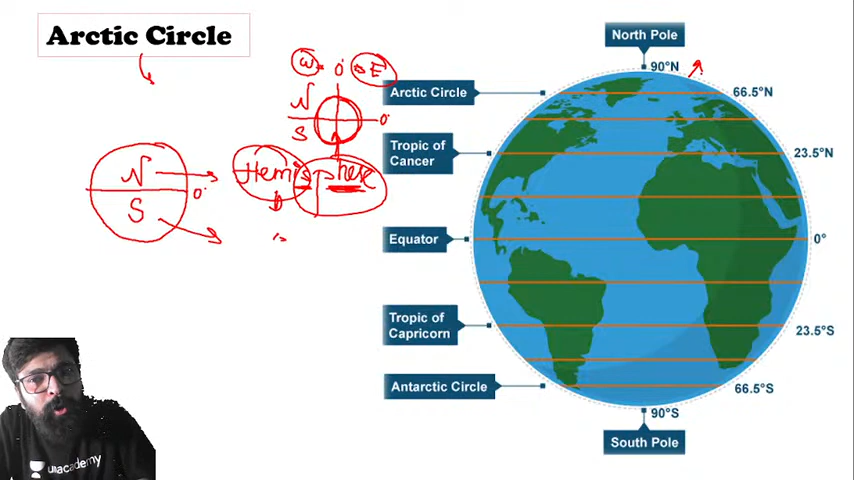 Arctic Circle
W 0° E
N
S 0°
N
S 0°
Hemisphere
North Pole
90°N
Arctic Circle 66.5°N
Tropic of
Cancer 23.5°N
Equator 0°
Tropic of
Capricorn 23.5°S
Antarctic Circle 66.5°S
90°S
South Pole